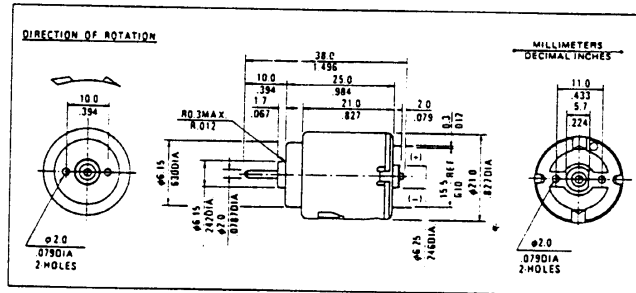 DIRECTION OF ROTATION
MILLIMETERS
DECIMAL INCHES
38.0
1.496
10.0
.394
25.0
.984
1.7
.067
21.0
.827
2.0
.079
0.3
.012
R0.3MAX.
R.012
10.0
.394
11.0
.433
5.7
.224
φ6.15
.630DIA
φ6.15
.242DIA
φ2.0
.0787DIA
(+)
(−)
15.5 REF
.610
φ21.0
.827DIA
φ6.25
.246DIA
φ2.0
.079DIA
2-HOLES
φ2.0
.079DIA
2-HOLES